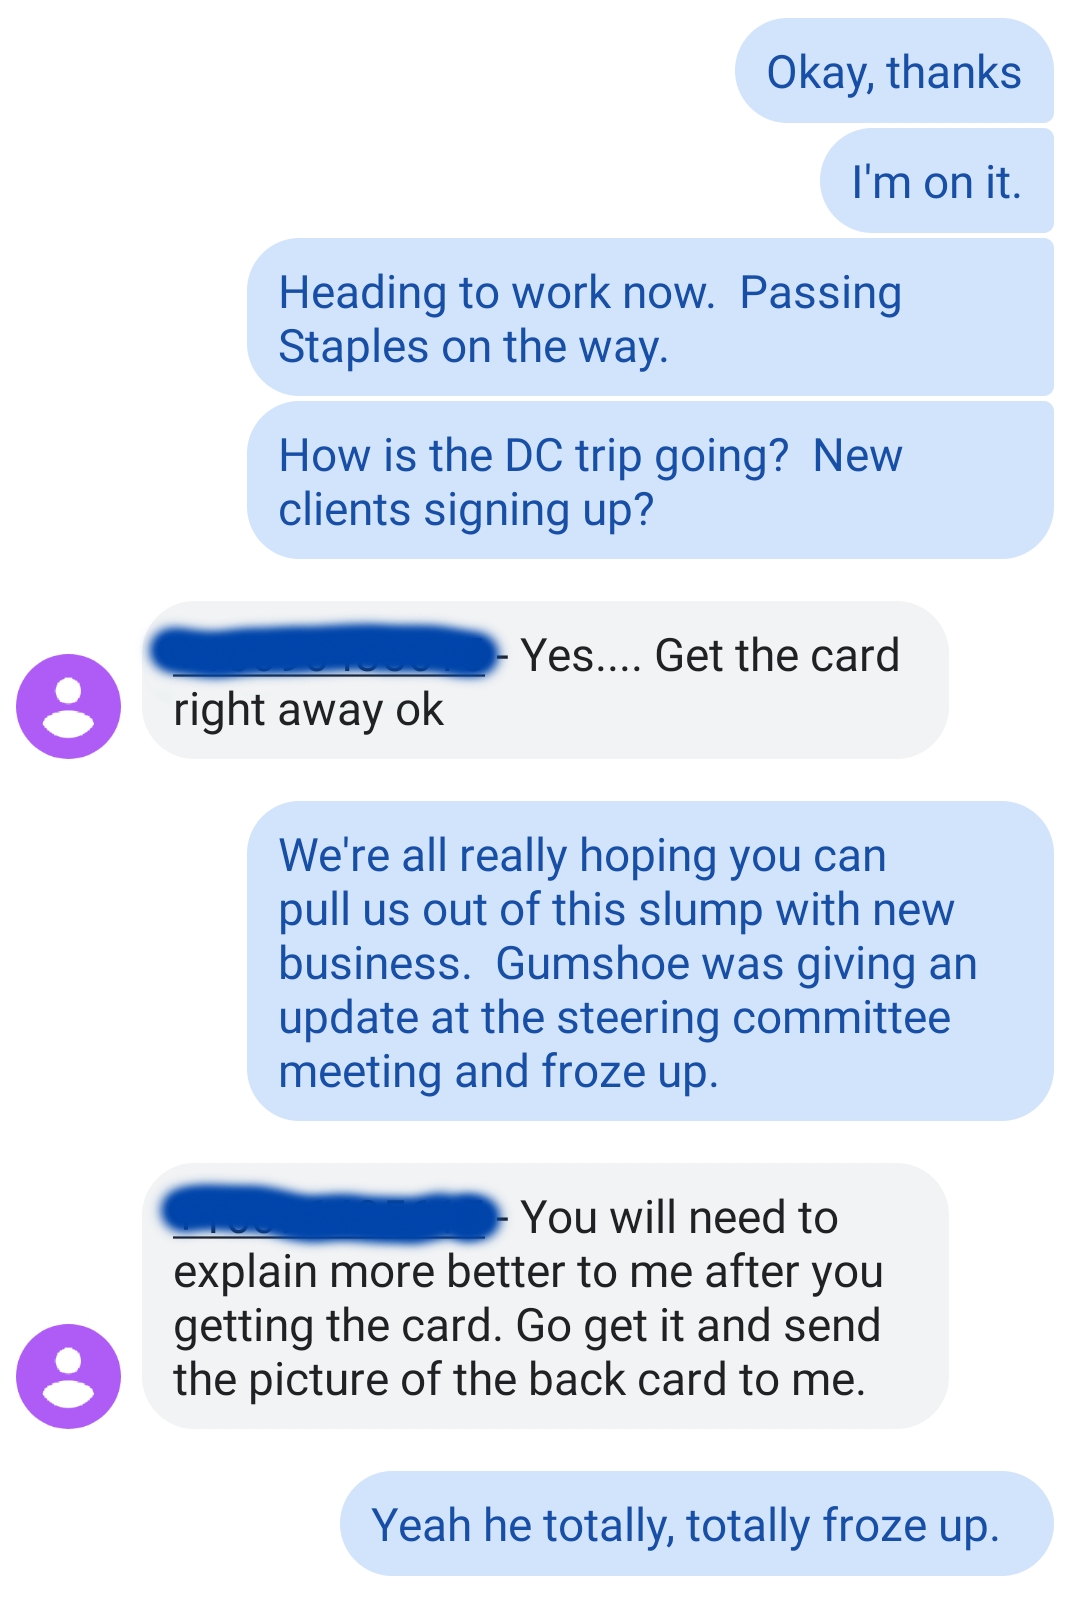 Okay, thanks
I'm on it.
Heading to work now.  Passing
Staples on the way.
How is the DC trip going?  New
clients signing up?
- Yes.... Get the card
right away ok
We're all really hoping you can
pull us out of this slump with new
business.  Gumshoe was giving an
update at the steering committee
meeting and froze up.
- You will need to
explain more better to me after you
getting the card. Go get it and send
the picture of the back card to me.
Yeah he totally, totally froze up.